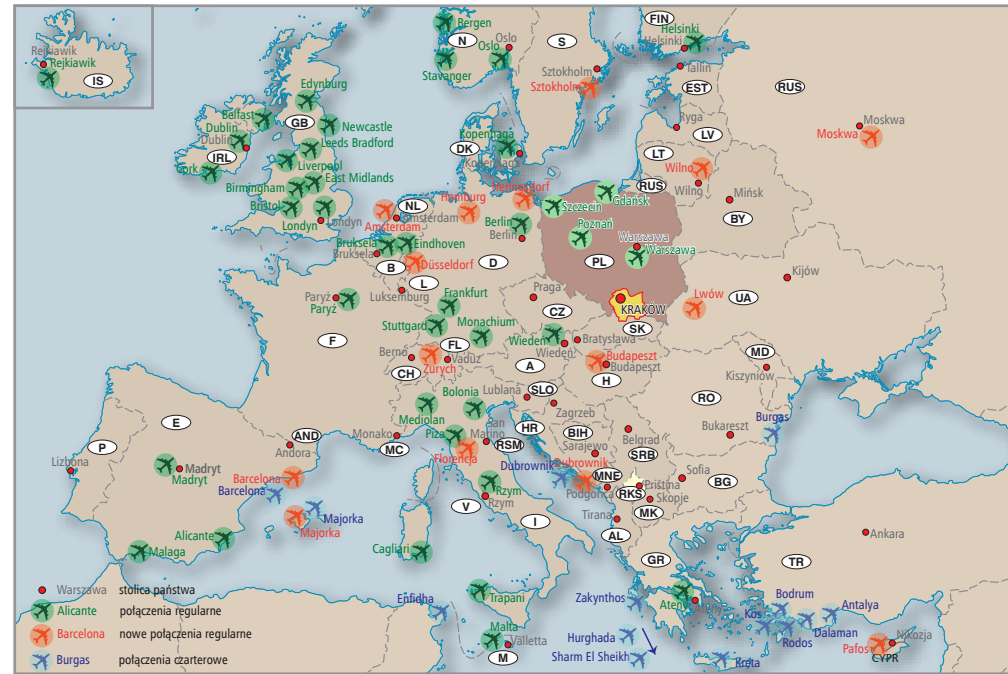 Rejkiawik
Rejkiawik
IS
Bergen
N
Oslo
Oslo
Stavanger
S
FIN
Helsinki
Helsinki
Tallin
EST
RUS
Sztokholm
Sztokholm
Edynburg
Belfast
GB
Newcastle
Dublin
Dublin
Leeds Bradford
IRL
Cork
Liverpool
East Midlands
Birmingham
Bristol
Londyn
Londyn
Kopenhaga
DK
Kopenhaga
Ryga
LV
LT
Moskwa
Moskwa
Wilno
Wilno
RUS
Mińsk
BY
Hamburg
NL
Amsterdam
Amsterdam
Szczecin
Gdańsk
Poznań
Berlin
Berlin
Warszawa
Warszawa
PL
Bruksela
Bruksela
Eindhoven
B
Düsseldorf
D
L
Luksemburg
Kijów
UA
Lwów
Paryż
Paryż
F
Frankfurt
Praga
CZ
KRAKÓW
SK
Stuttgard
Monachium
Wiedeń
Wiedeń
Bratysława
Berno
FL
Vaduz
Zurych
CH
A
Budapeszt
Budapeszt
H
MD
Kiszyniów
Lublana
SLO
Bolonia
Mediolan
Zagrzeb
HR
RO
Burgas
Bukareszt
Monako
MC
Piza
San
Marino
RSM
Florencja
BIH
Sarajewo
Belgrad
SRB
E
P
AND
Andora
Lizbona
Madryt
Madryt
Barcelona
Barcelona
Majorka
Majorka
Alicante
Malaga
Dubrownik
Dubrownik
MNE
Podgorica
Priština
RKS
Sofia
BG
Skopje
MK
Rzym
Rzym
V
I
Tirana
AL
Cagliari
Ankara
GR
TR
Trapani
Enfidha
Malta
Valletta
M
Zakynthos
Ateny
Hurghada
Sharm El Sheikh
Kreta
Kos
Bodrum
Antalya
Dalaman
Rodos
Pafos
Nikozja
CYPR
Warszawa stolica państwa
Alicante połączenia regularne
Barcelona nowe połączenia regularne
Burgas połączenia czarterowe